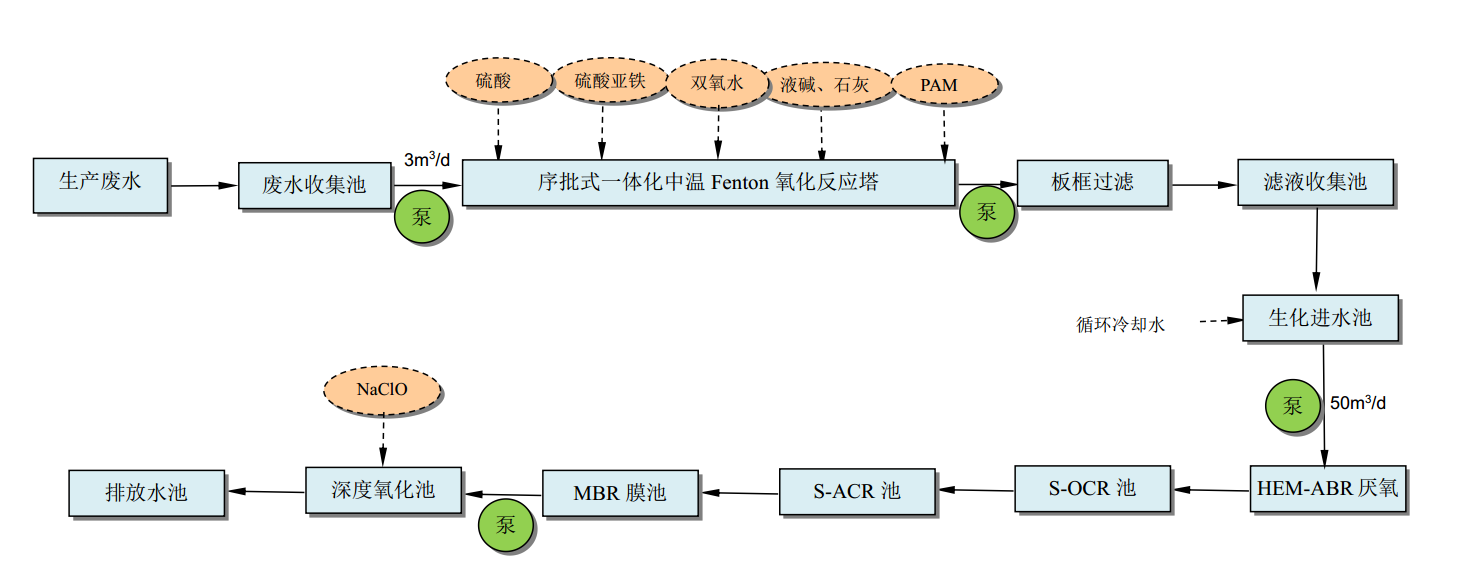 硫酸
硫酸亚铁
双氧水
液碱、石灰
PAM
生产废水
废水收集池
3m³/d
泵
序批式一体化中温 Fenton 氧化反应塔
泵
板框过滤
滤液收集池
循环冷却水
生化进水池
泵
50m³/d
NaClO
排放水池
深度氧化池
泵
MBR 膜池
S-ACR 池
S-OCR 池
HEM-ABR 厌氧